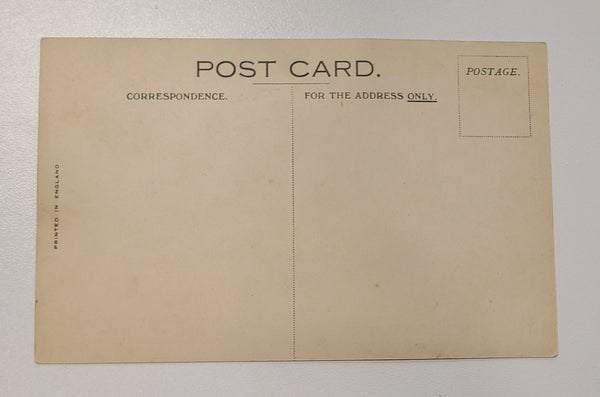 POST CARD.
POSTAGE.
CORRESPONDENCE.
FOR THE ADDRESS ONLY.
PRINTED IN ENGLAND